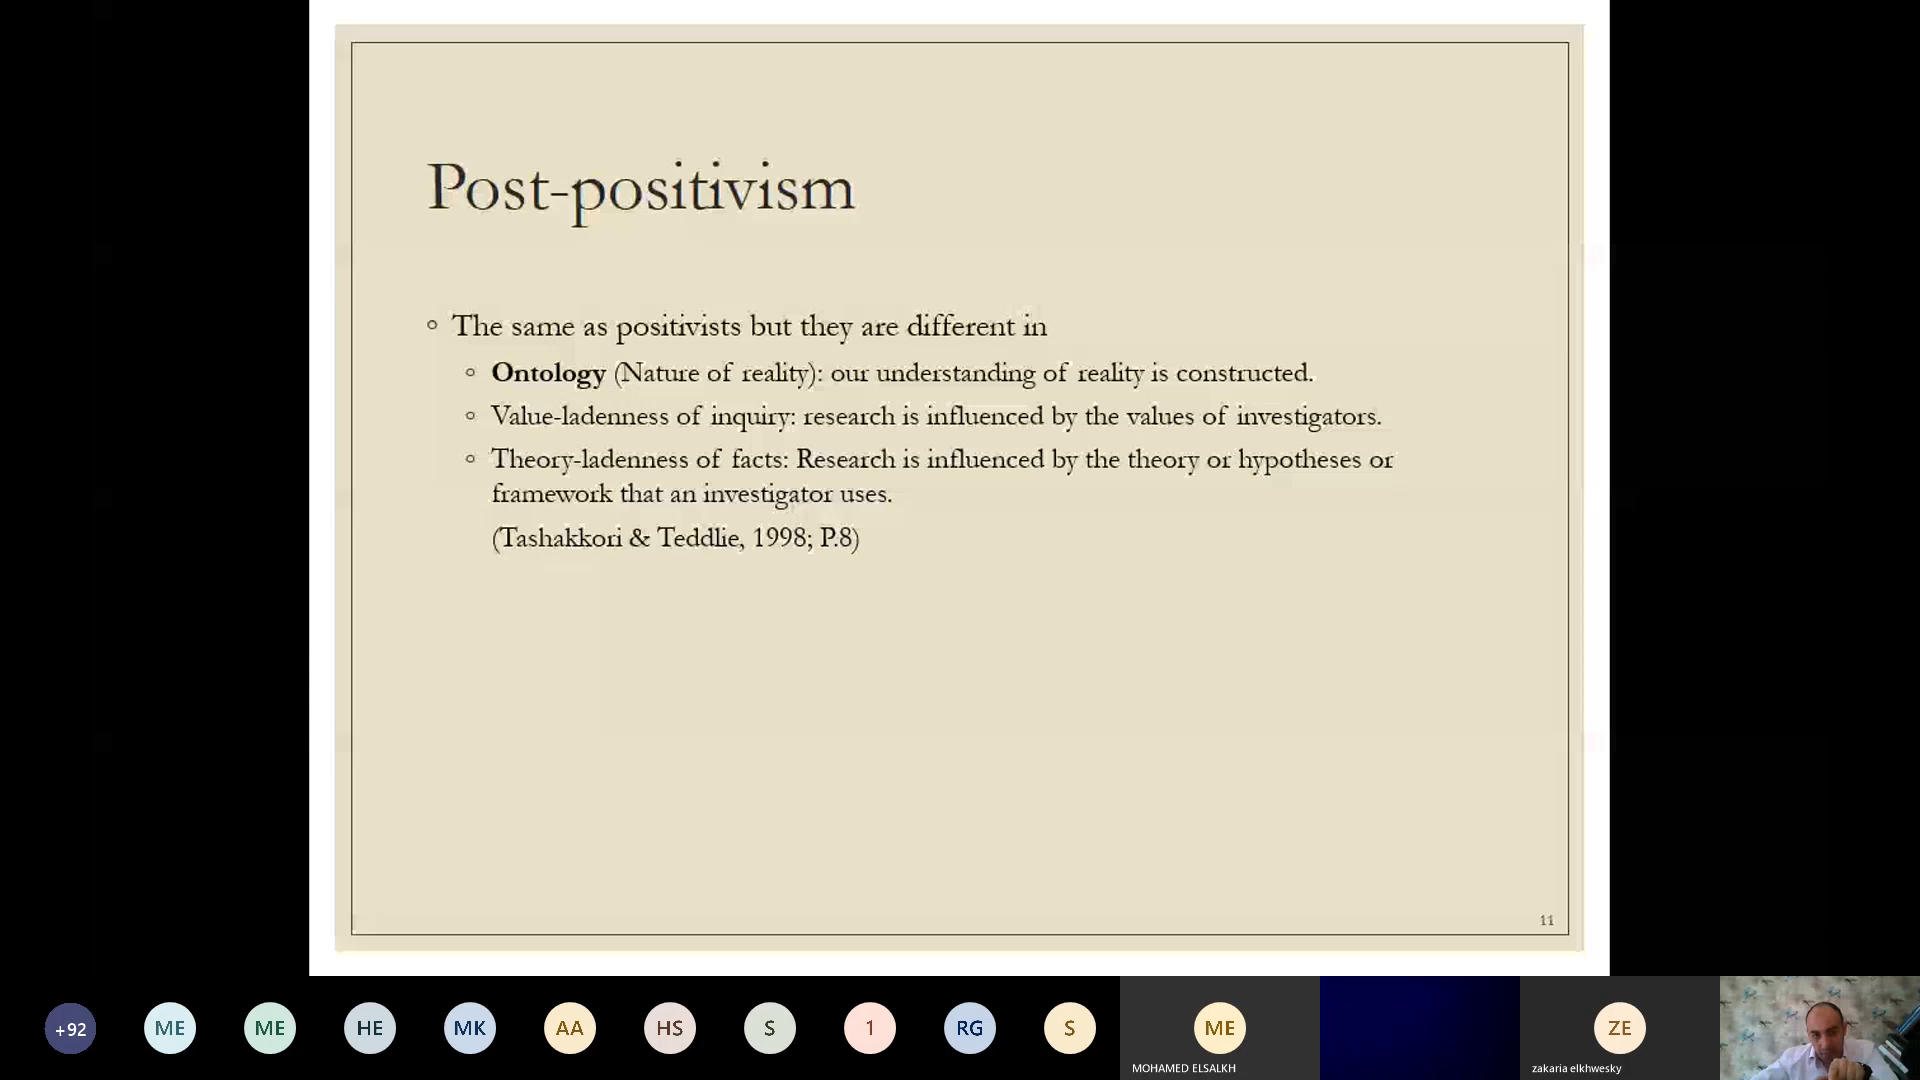 Post-positivism
The same as positivists but they are different in
Ontology (Nature of reality): our understanding of reality is constructed.
Value-ladenness of inquiry: research is influenced by the values of investigators.
Theory-ladenness of facts: Research is influenced by the theory or hypotheses or
framework that an investigator uses.
(Tashakkori & Teddlie, 1998; P.8)
11
+92
ME
ME
HE
MK
AA
HS
S
1
RG
S
ME
ZE
MOHAMED ELSALKH
zakaria elkhwesky